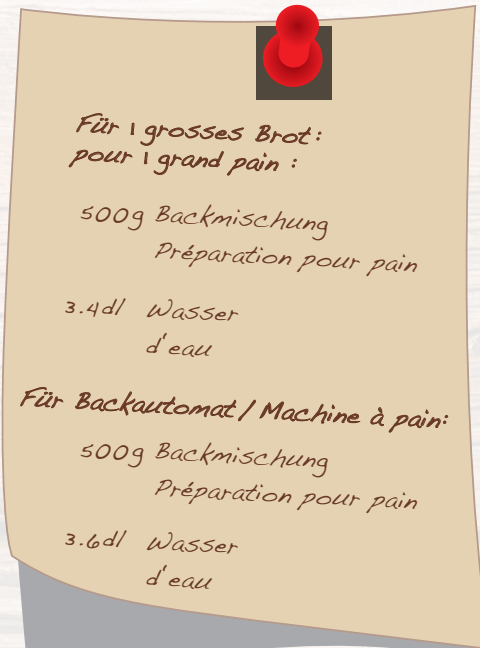 Für 1 grosses Brot:
pour 1 grand pain :
500g Backmischung
Préparation pour pain
3.4dl Wasser
d'eau
Für Backautomat/Machine à pain:
500g Backmischung
Préparation pour pain
3.6dl Wasser
d'eau